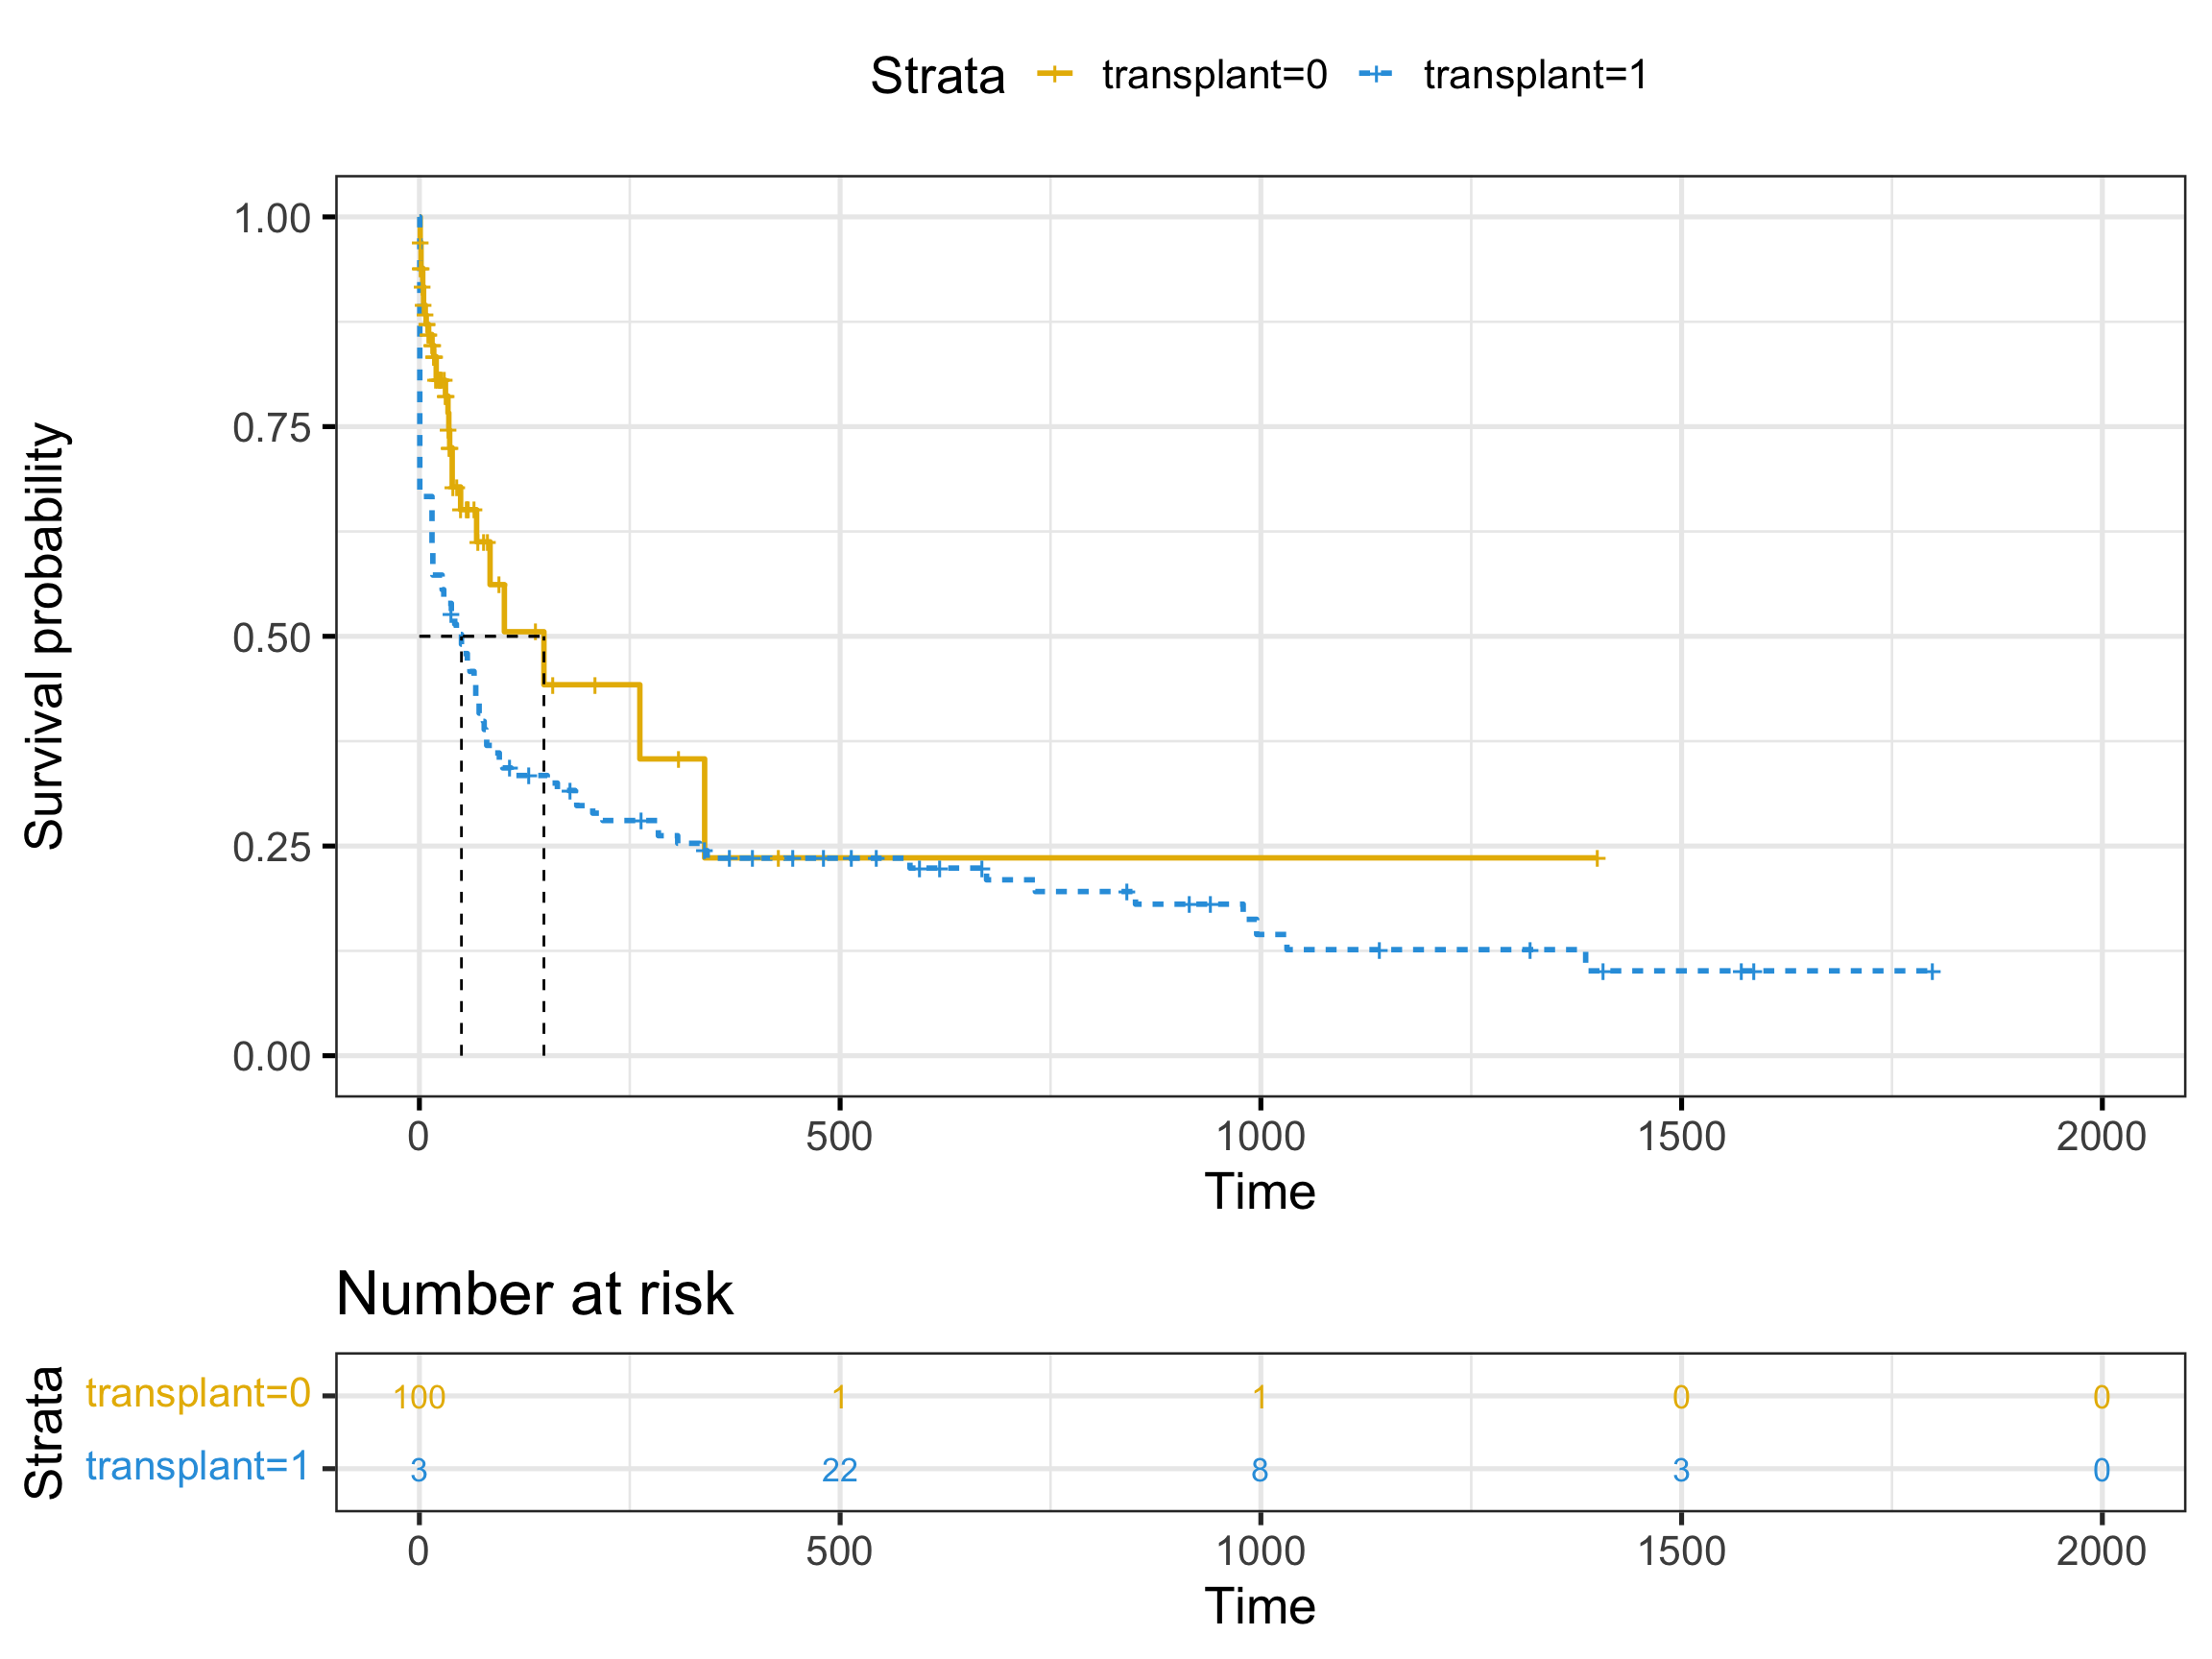 Strata transplant=0 transplant=1
Survival probability
1.00
0.75
0.50
0.25
0.00
0 500 1000 1500 2000
Time
Number at risk
Strata
transplant=0 100 1 1 0 0
transplant=1 3 22 8 3 0
0 500 1000 1500 2000
Time